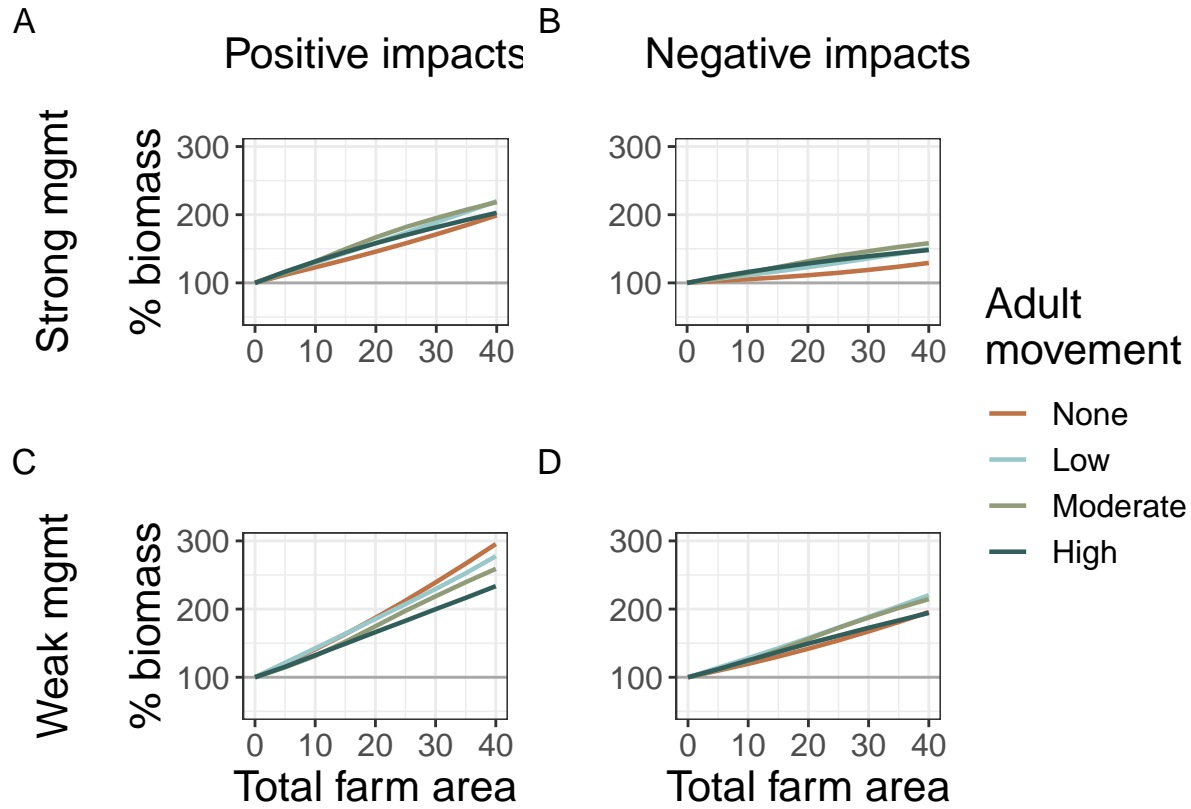 A
B
Positive impacts
Negative impacts
Strong mgmt
% biomass
300
200
100
0 10 20 30 40
300
200
100
0 10 20 30 40
C
D
Weak mgmt
% biomass
300
200
100
0 10 20 30 40
Total farm area
300
200
100
0 10 20 30 40
Total farm area
Adult
movement
None
Low
Moderate
High